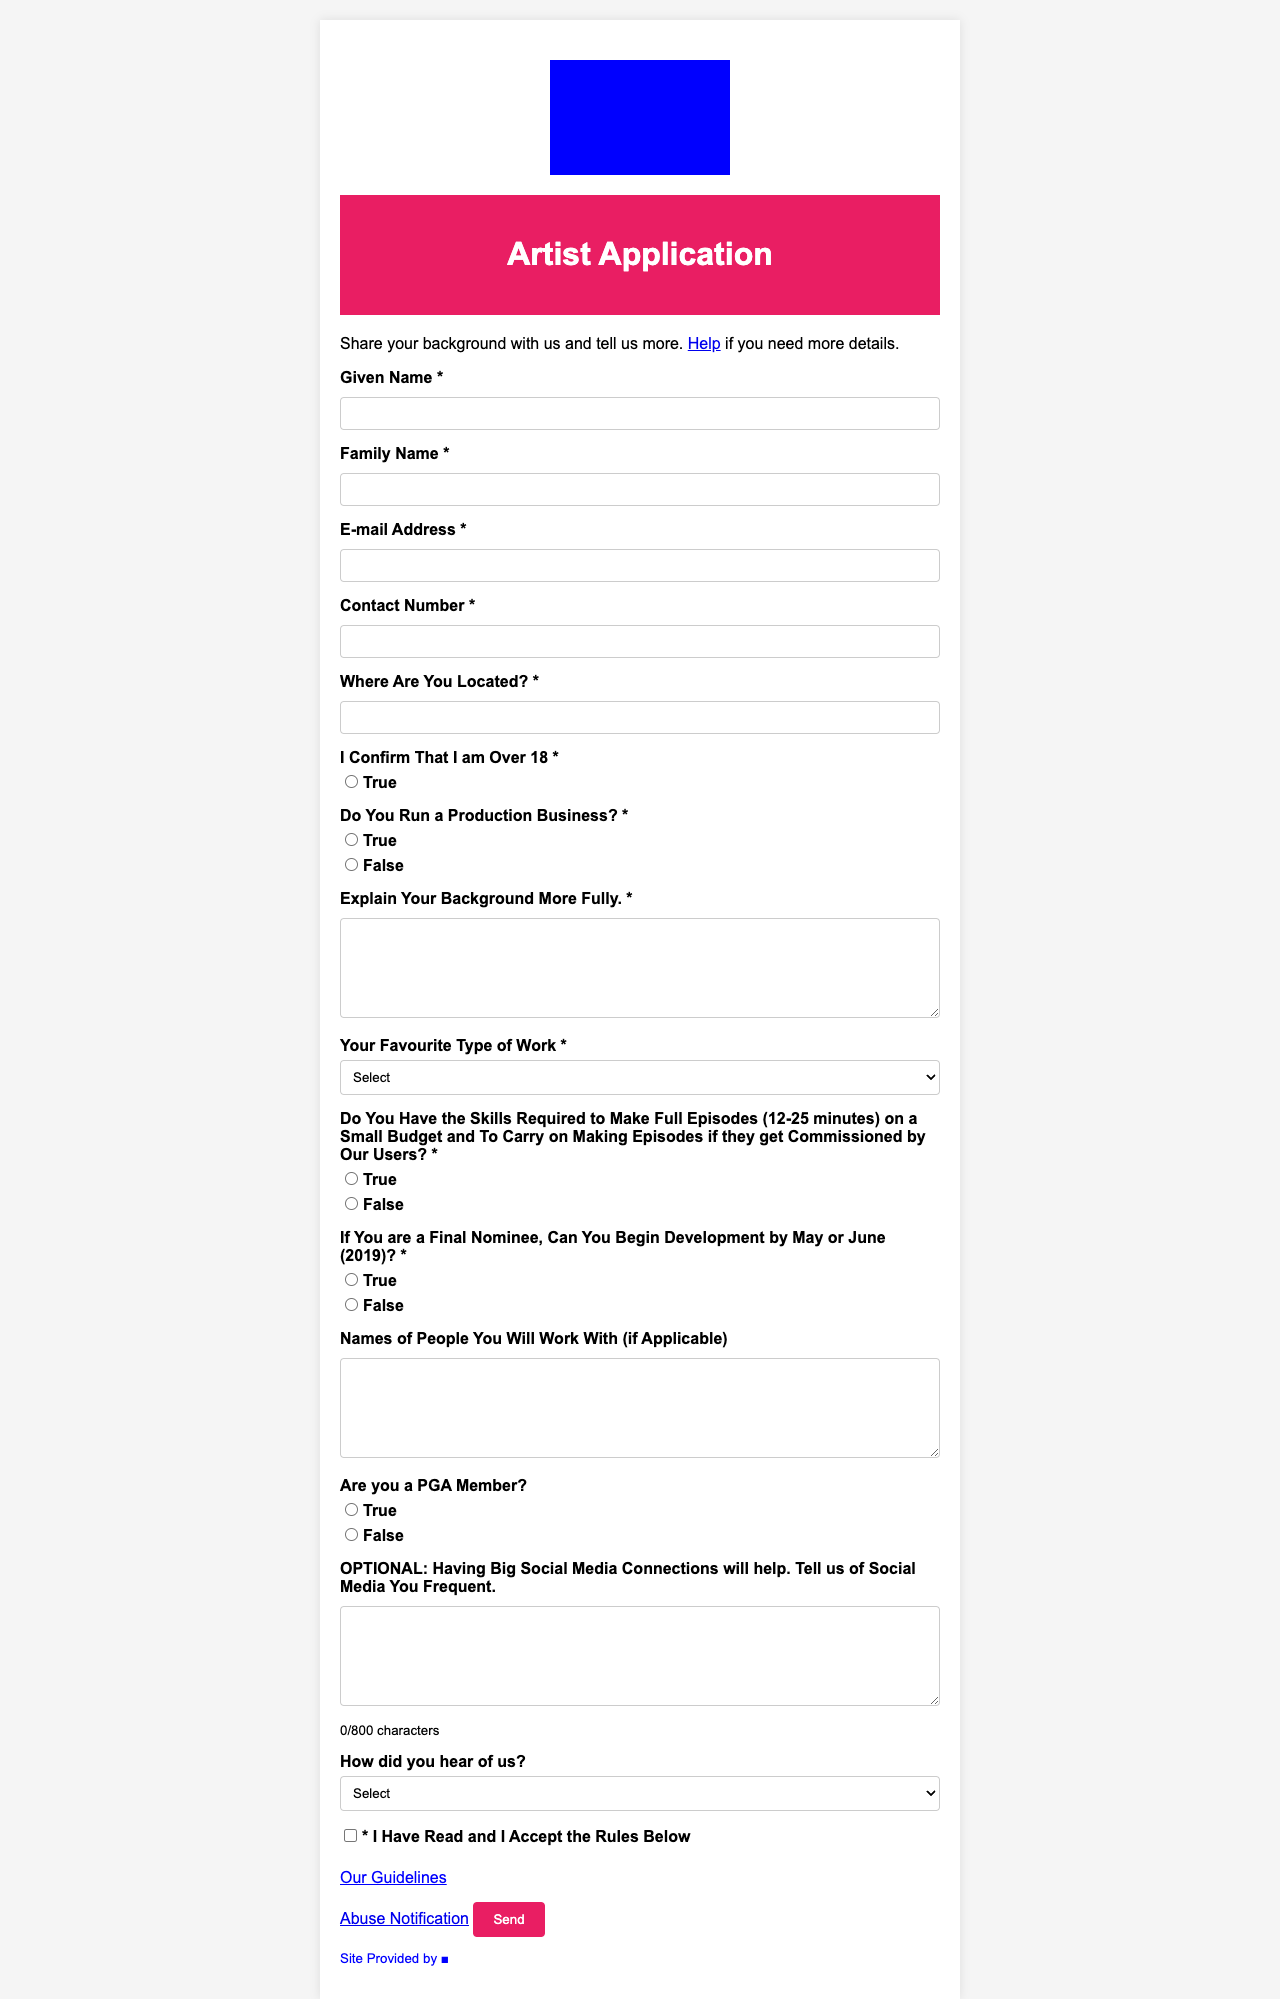 Artist Application
Share your background with us and tell us more. Help if you need more details.
Given Name *
Family Name *
E-mail Address *
Contact Number *
Where Are You Located? *
I Confirm That I am Over 18 *
True
Do You Run a Production Business? *
True
False
Explain Your Background More Fully. *
Your Favourite Type of Work *
Select
Do You Have the Skills Required to Make Full Episodes (12-25 minutes) on a
Small Budget and To Carry on Making Episodes if they get Commissioned by
Our Users? *
True
False
If You are a Final Nominee, Can You Begin Development by May or June
(2019)? *
True
False
Names of People You Will Work With (if Applicable)
Are you a PGA Member?
True
False
OPTIONAL: Having Big Social Media Connections will help. Tell us of Social
Media You Frequent.
0/800 characters
How did you hear of us?
Select
* I Have Read and I Accept the Rules Below
Our Guidelines
Abuse Notification Send
Site Provided by